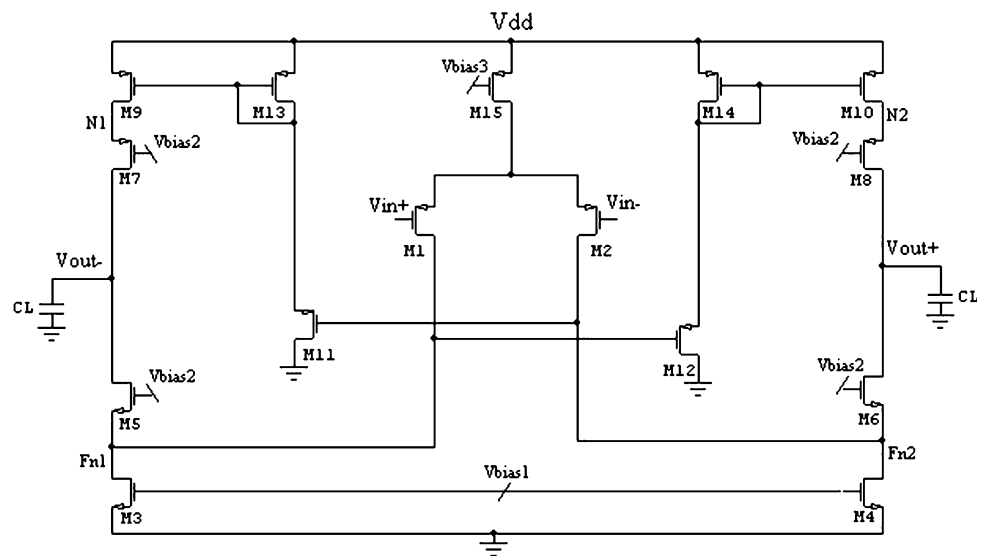 Vdd
Vbias3
M9
M13
M15
M14
M10
N1
N2
Vbias2
Vbias2
M7
M8
Vin+
Vin-
M1
M2
Vout-
Vout+
CL
CL
M11
M12
Vbias2
Vbias2
M5
M6
Fn1
Fn2
Vbias1
M3
M4